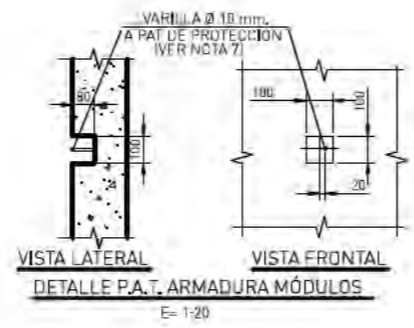 VARILLA Ø 10 mm.
A PAT DE PROTECCION
(VER NOTA 7)
80
100
100
100
20
VISTA LATERAL
VISTA FRONTAL
DETALLE P.A.T. ARMADURA MÓDULOS
E= 1-20